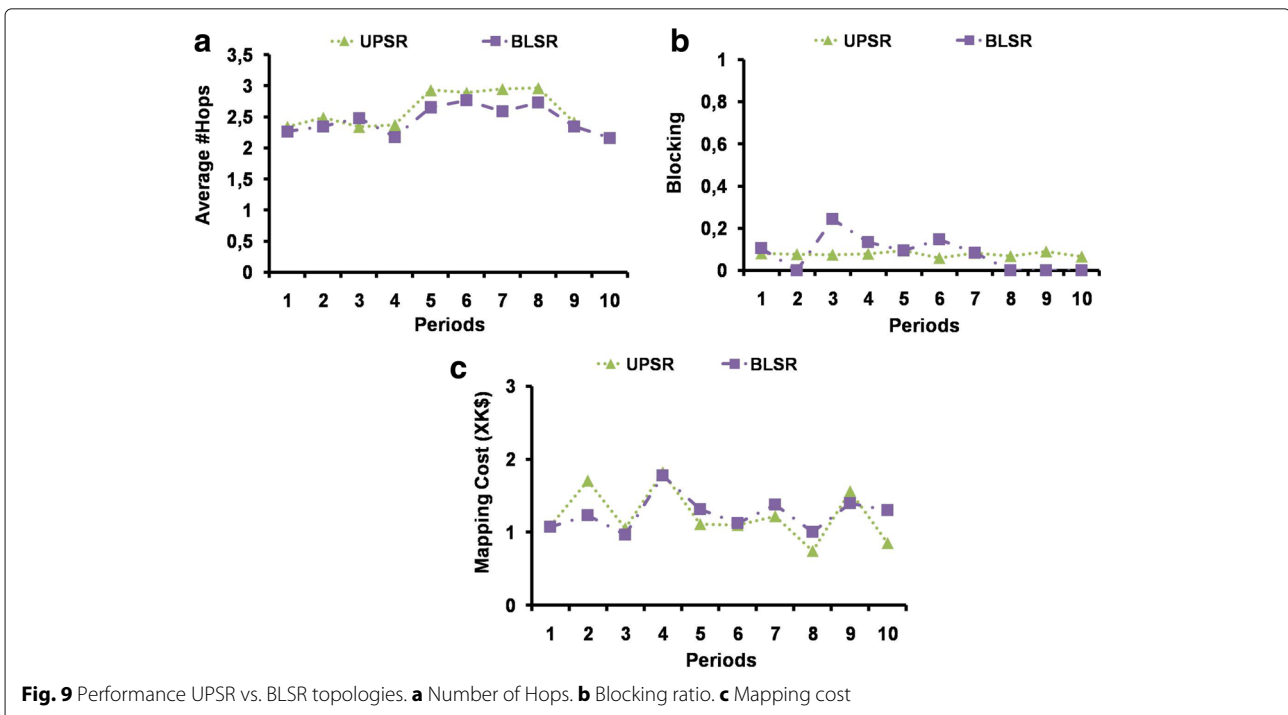 a
UPSR BLSR
3,5
3
2,5
2
1,5
1
0,5
0
Average #Hops
1 2 3 4 5 6 7 8 9 10
Periods
b
UPSR BLSR
1
0,8
0,6
0,4
0,2
0
Blocking
1 2 3 4 5 6 7 8 9 10
Periods
c
UPSR BLSR
3
2
1
0
Mapping Cost (XK$)
1 2 3 4 5 6 7 8 9 10
Periods
Fig. 9 Performance UPSR vs. BLSR topologies. a Number of Hops. b Blocking ratio. c Mapping cost